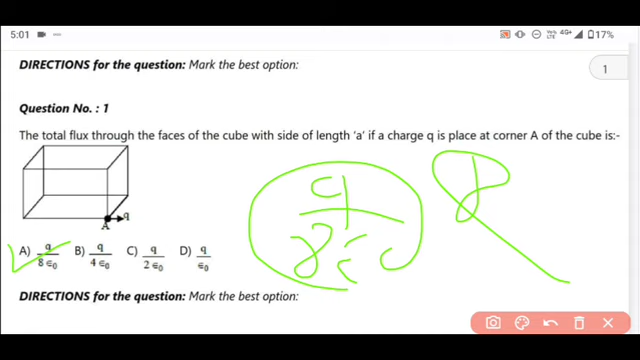 5:01 4G+ 17%
DIRECTIONS for the question: Mark the best option:
1
Question No. : 1
The total flux through the faces of the cube with side of length 'a' if a charge q is place at corner A of the cube is:-
A q
A) q/8 ∈0 B) q/4 ∈0 C) q/2 ∈0 D) q/∈0
q/8∈0
8
DIRECTIONS for the question: Mark the best option: